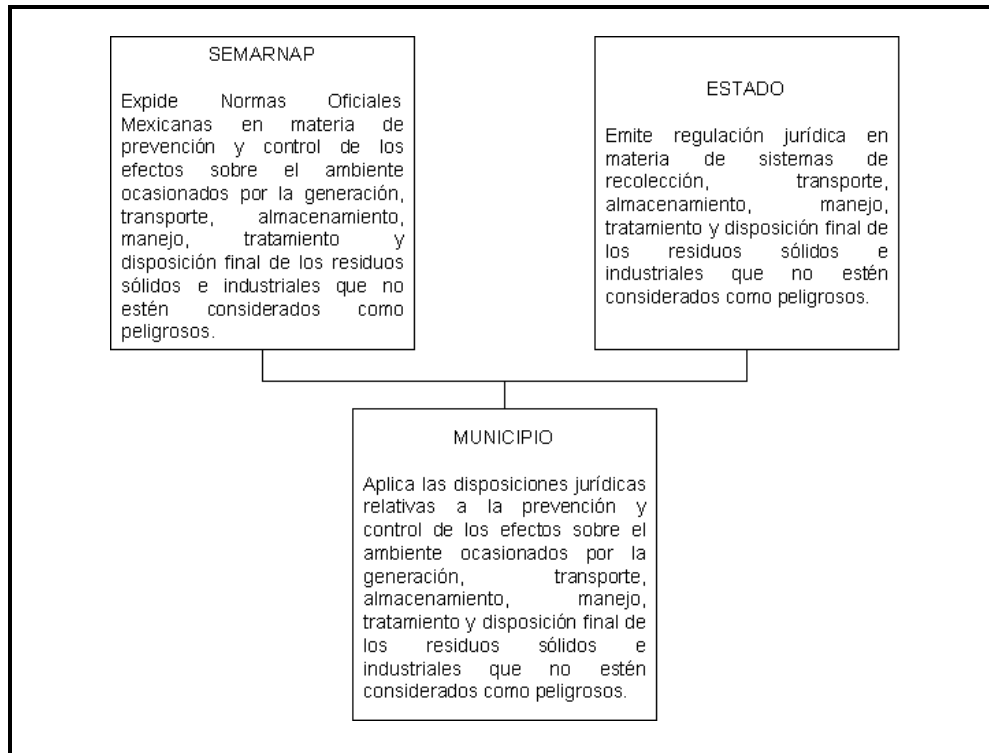 SEMARNAP
Expide Normas Oficiales
Mexicanas en materia de
prevención y control de los
efectos sobre el ambiente
ocasionados por la generación,
transporte, almacenamiento,
manejo, tratamiento y
disposición final de los residuos
sólidos e industriales que no
estén considerados como
peligrosos.
ESTADO
Emite regulación jurídica en
materia de sistemas de
recolección, transporte,
almacenamiento, manejo,
tratamiento y disposición final de
los residuos sólidos e
industriales que no estén
considerados como peligrosos.
MUNICIPIO
Aplica las disposiciones jurídicas
relativas a la prevención y
control de los efectos sobre el
ambiente ocasionados por la
generación, transporte,
almacenamiento, manejo,
tratamiento y disposición final de
los residuos sólidos e
industriales que no estén
considerados como peligrosos.